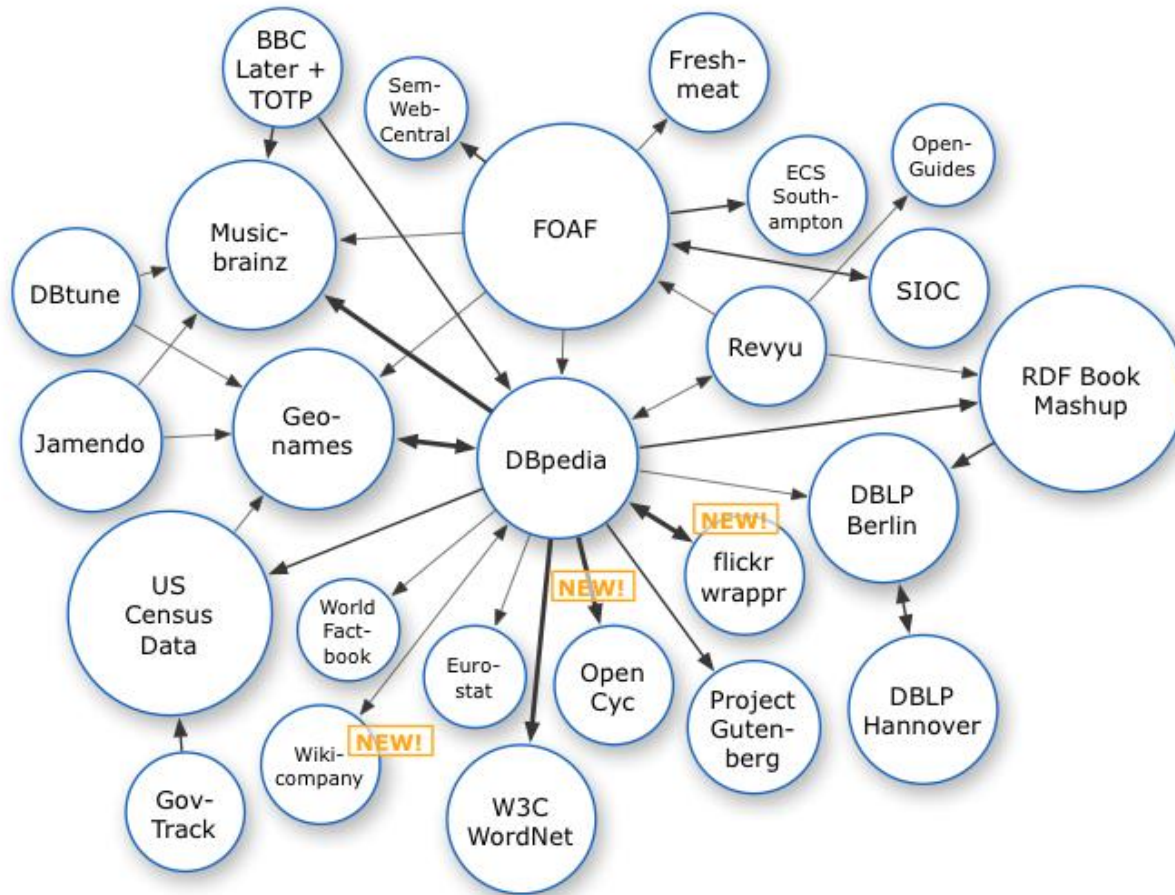 BBC
Later +
TOTP
Sem-
Web-
Central
Fresh-
meat
Open-
Guides
ECS
South-
ampton
FOAF
Music-
brainz
DBtune
SIOC
Revyu
RDF Book
Mashup
Jamendo
Geo-
names
DBpedia
DBLP
Berlin
NEW!
flickr
wrappr
NEW!
US
Census
Data
World
Fact-
book
Euro-
stat
Open
Cyc
Project
Guten-
berg
DBLP
Hannover
NEW!
Wiki-
company
Gov-
Track
W3C
WordNet